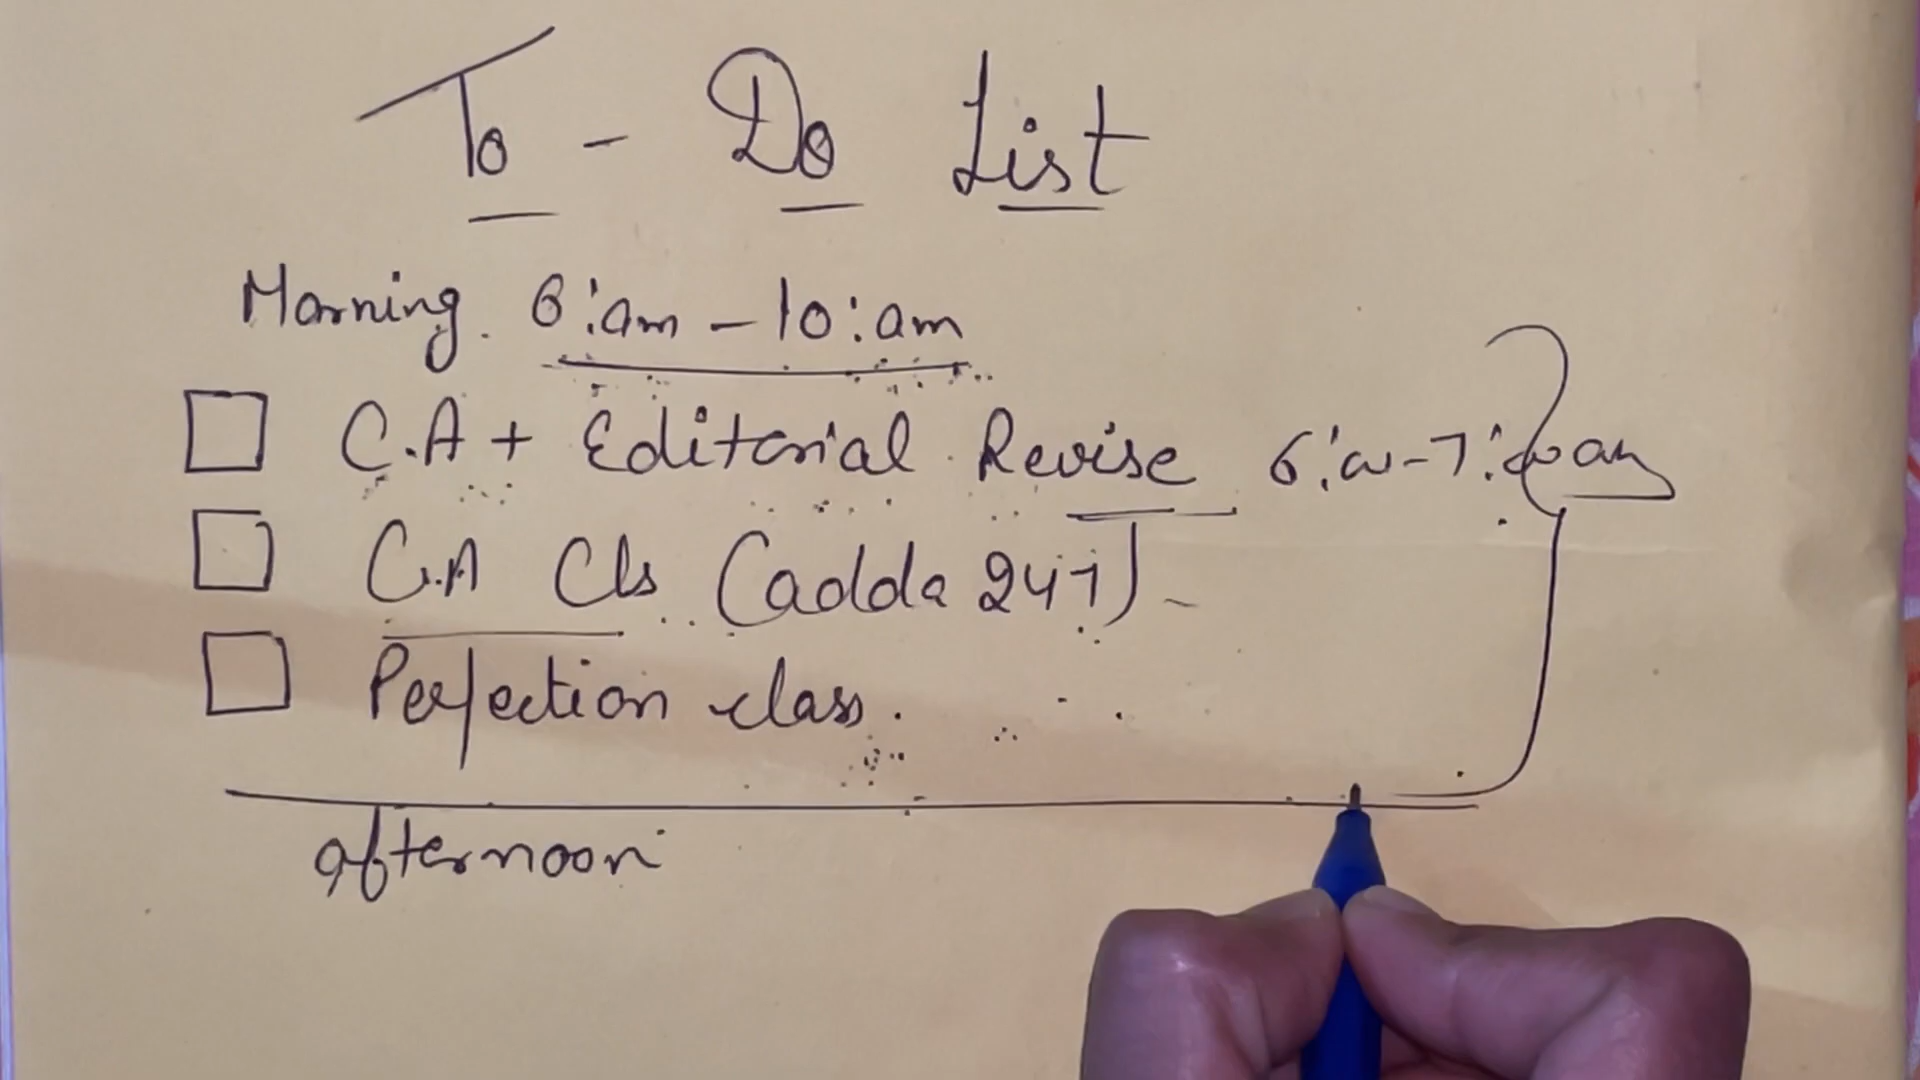 To - Do List
Morning. 6:am - 10:am
C.A + Editorial Revise 6:00-7:00am
C.A Cls (adda 247) -
Perfection class.
afternoon